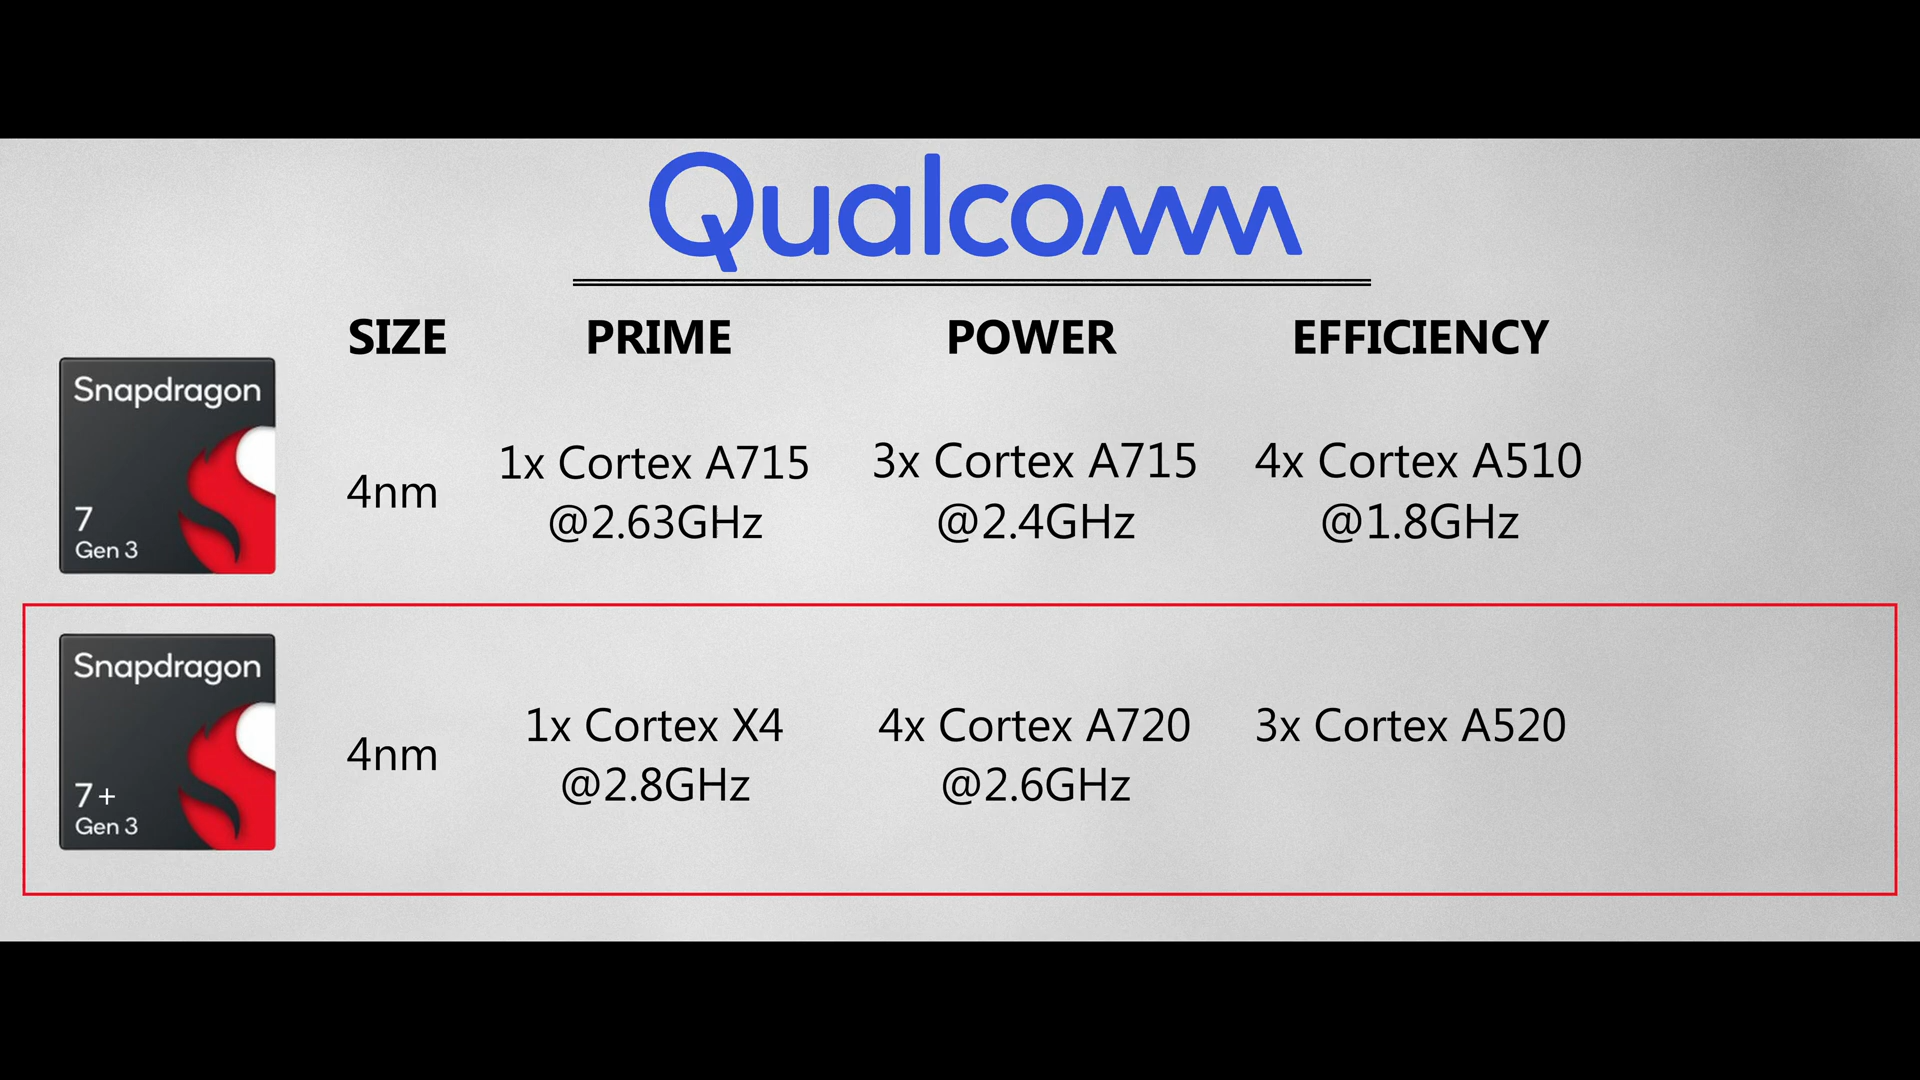 Qualcomm
SIZE PRIME POWER EFFICIENCY
Snapdragon
7
Gen 3
4nm
1x Cortex A715
@2.63GHz
3x Cortex A715
@2.4GHz
4x Cortex A510
@1.8GHz
Snapdragon
7+
Gen 3
4nm
1x Cortex X4
@2.8GHz
4x Cortex A720
@2.6GHz
3x Cortex A520